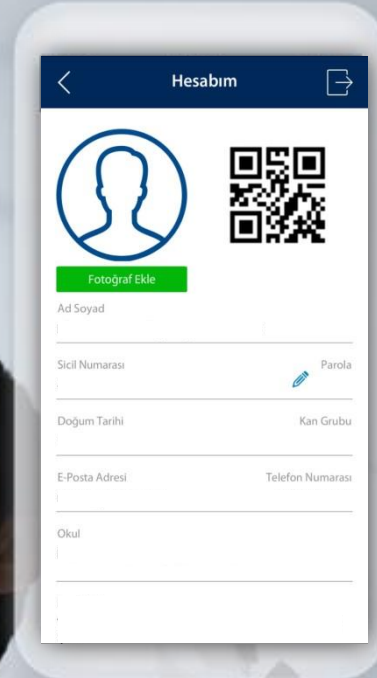 Hesabım
Fotoğraf Ekle
Ad Soyad
Sicil Numarası
Parola
Doğum Tarihi
Kan Grubu
E-Posta Adresi
Telefon Numarası
Okul